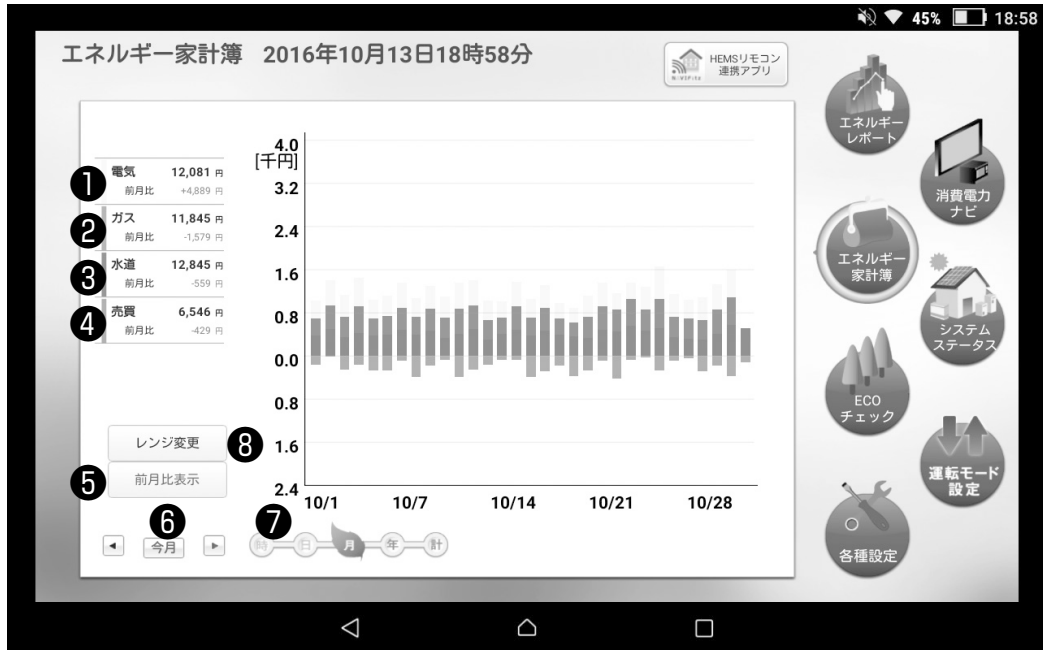 45% 18:58
エネルギー家計簿 2016年10月13日18時58分
HEMSリモコン
連携アプリ
エネルギー
レポート
消費電力
ナビ
エネルギー
家計簿
システム
ステータス
ECO
チェック
運転モード
設定
各種設定
❶ 電気 12,081 円
前月比 +4,889 円
❷ ガス 11,845 円
前月比 -1,579 円
❸ 水道 12,845 円
前月比 -559 円
❹ 売買 6,546 円
前月比 -429 円
レンジ変更 ❽
❺ 前月比表示
❻
◀ 今月 ▶
❼
時 日 月 年 計
4.0
[千円]
3.2
2.4
1.6
0.8
0.0
0.8
1.6
2.4
10/1 10/7 10/14 10/21 10/28